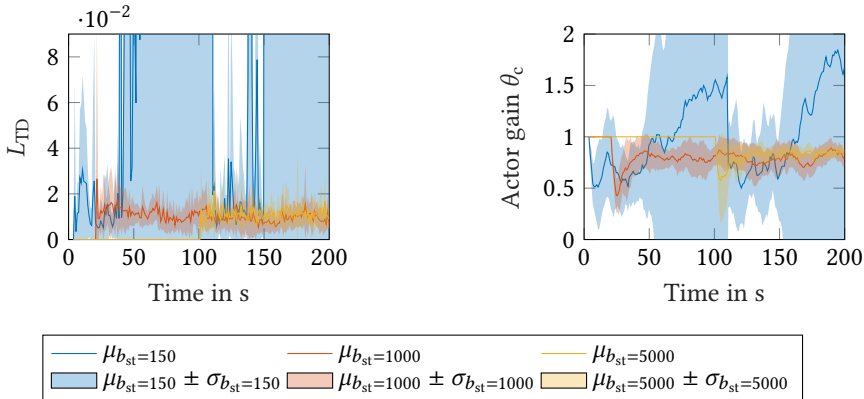 ·10⁻²
8
6
4
2
0
0 50 100 150 200
L_TD
Time in s
2
1.5
1
0.5
0
0 50 100 150 200
Actor gain θ_c
Time in s
μ_{b_st=150} μ_{b_st=1000} μ_{b_st=5000}
μ_{b_st=150} ± σ_{b_st=150} μ_{b_st=1000} ± σ_{b_st=1000} μ_{b_st=5000} ± σ_{b_st=5000}